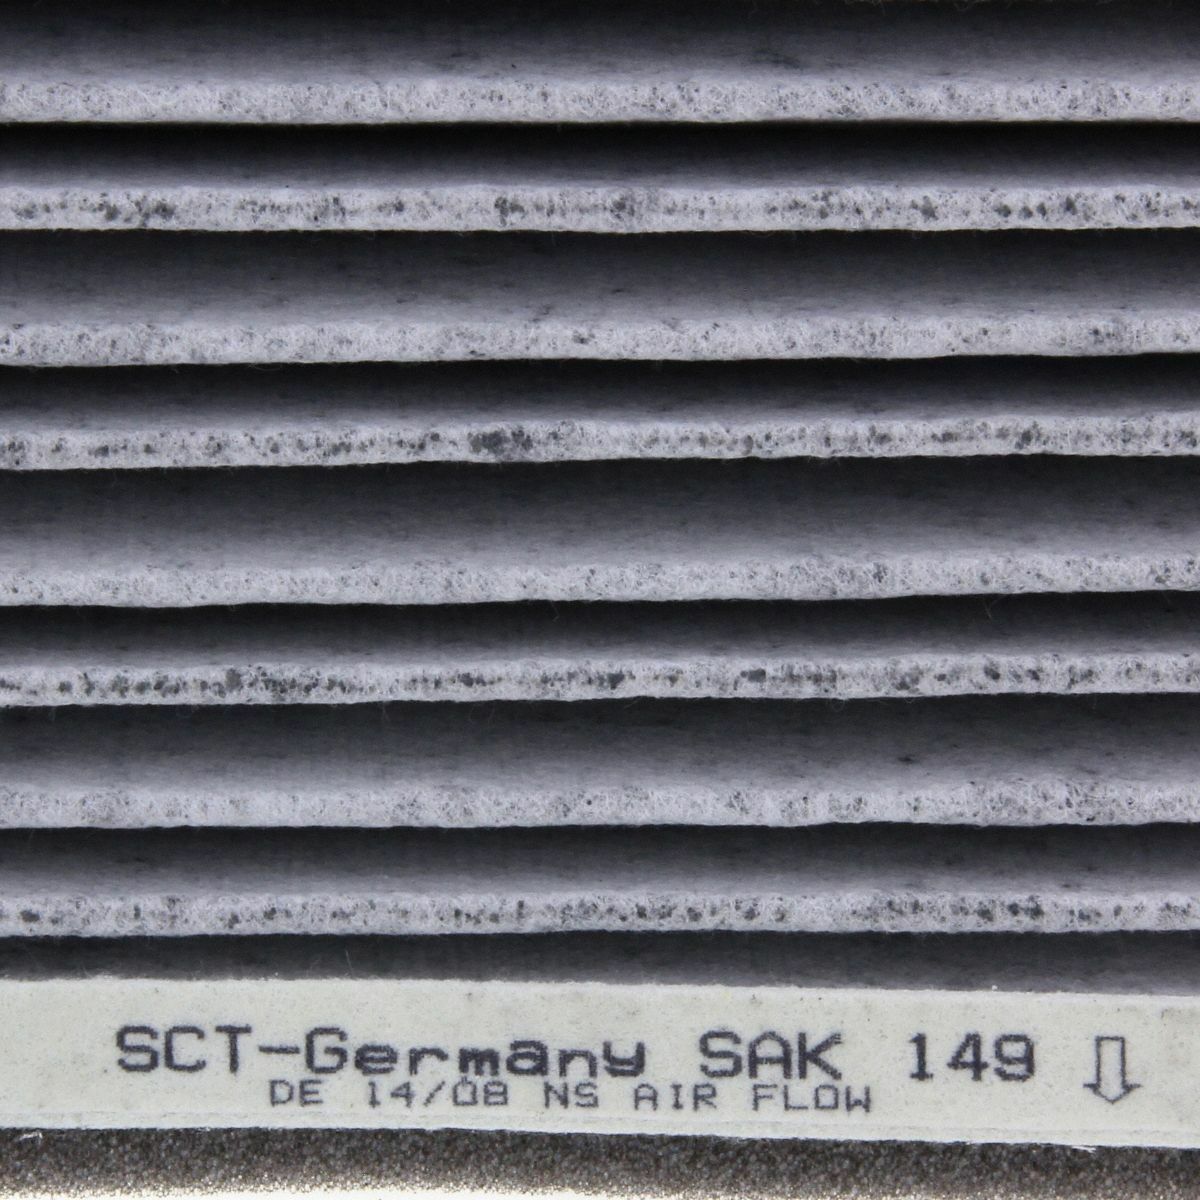 SCT-Germany SAK 149
DE 14/08 NS AIR FLOW